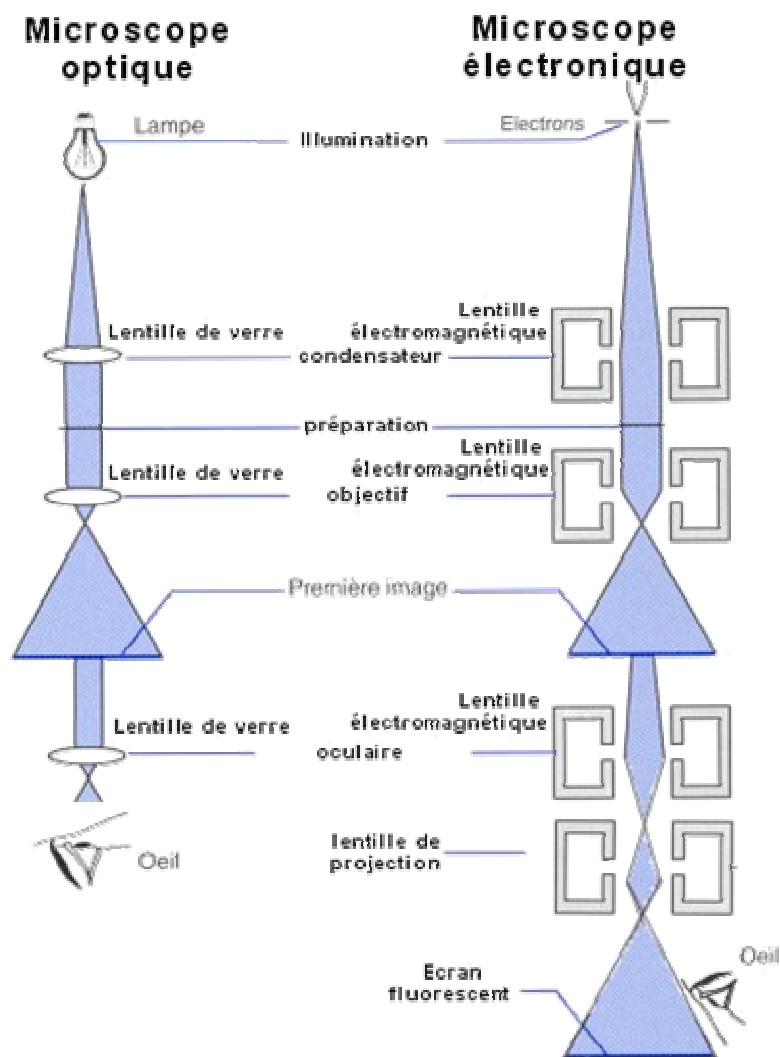 Microscope
optique
Microscope
électronique
Lampe
Illumination
Electrons
Lentille de verre
Lentille
électromagnétique
condensateur
préparation
Lentille de verre
Lentille
électromagnétique
objectif
Première image
Lentille de verre
Lentille
électromagnétique
oculaire
Oeil
lentille de
projection
Ecran
fluorescent
Oeil